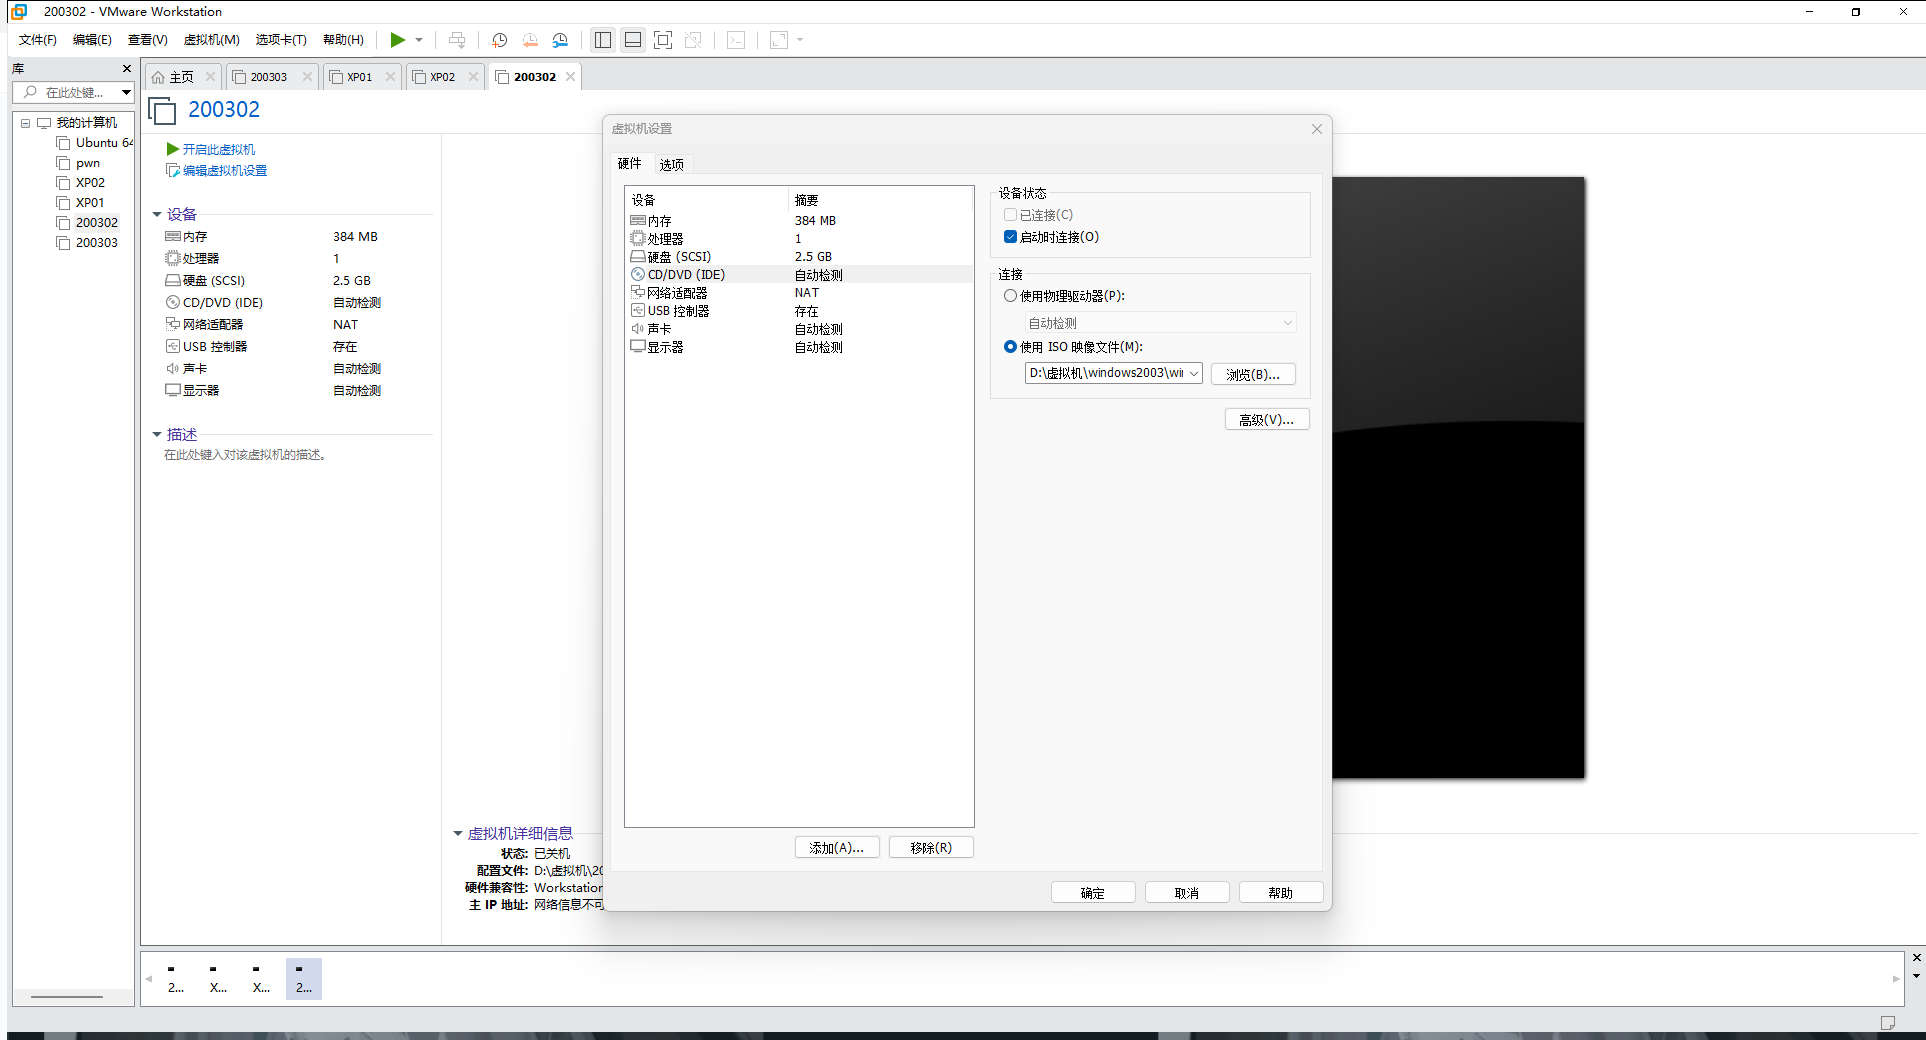 200302 - VMware Workstation
文件(F) 编辑(E) 查看(V) 虚拟机(M) 选项卡(T) 帮助(H)
库
在此处键...
我的计算机
Ubuntu 64
pwn
XP02
XP01
200302
200303
主页 200303 XP01 XP02 200302
200302
开启此虚拟机
编辑虚拟机设置
设备
内存 384 MB
处理器 1
硬盘 (SCSI) 2.5 GB
CD/DVD (IDE) 自动检测
网络适配器 NAT
USB 控制器 存在
声卡 自动检测
显示器 自动检测
描述
在此处键入对该虚拟机的描述。
虚拟机详细信息
状态: 已关机
配置文件: D:\虚拟机\20
硬件兼容性: Workstation
主 IP 地址: 网络信息不可
虚拟机设置
硬件 选项
设备 摘要
内存 384 MB
处理器 1
硬盘 (SCSI) 2.5 GB
CD/DVD (IDE) 自动检测
网络适配器 NAT
USB 控制器 存在
声卡 自动检测
显示器 自动检测
添加(A)... 移除(R)
设备状态
已连接(C)
启动时连接(O)
连接
使用物理驱动器(P):
自动检测
使用 ISO 映像文件(M):
D:\虚拟机\windows2003\wi 浏览(B)...
高级(V)...
确定 取消 帮助
2... X... X... 2...